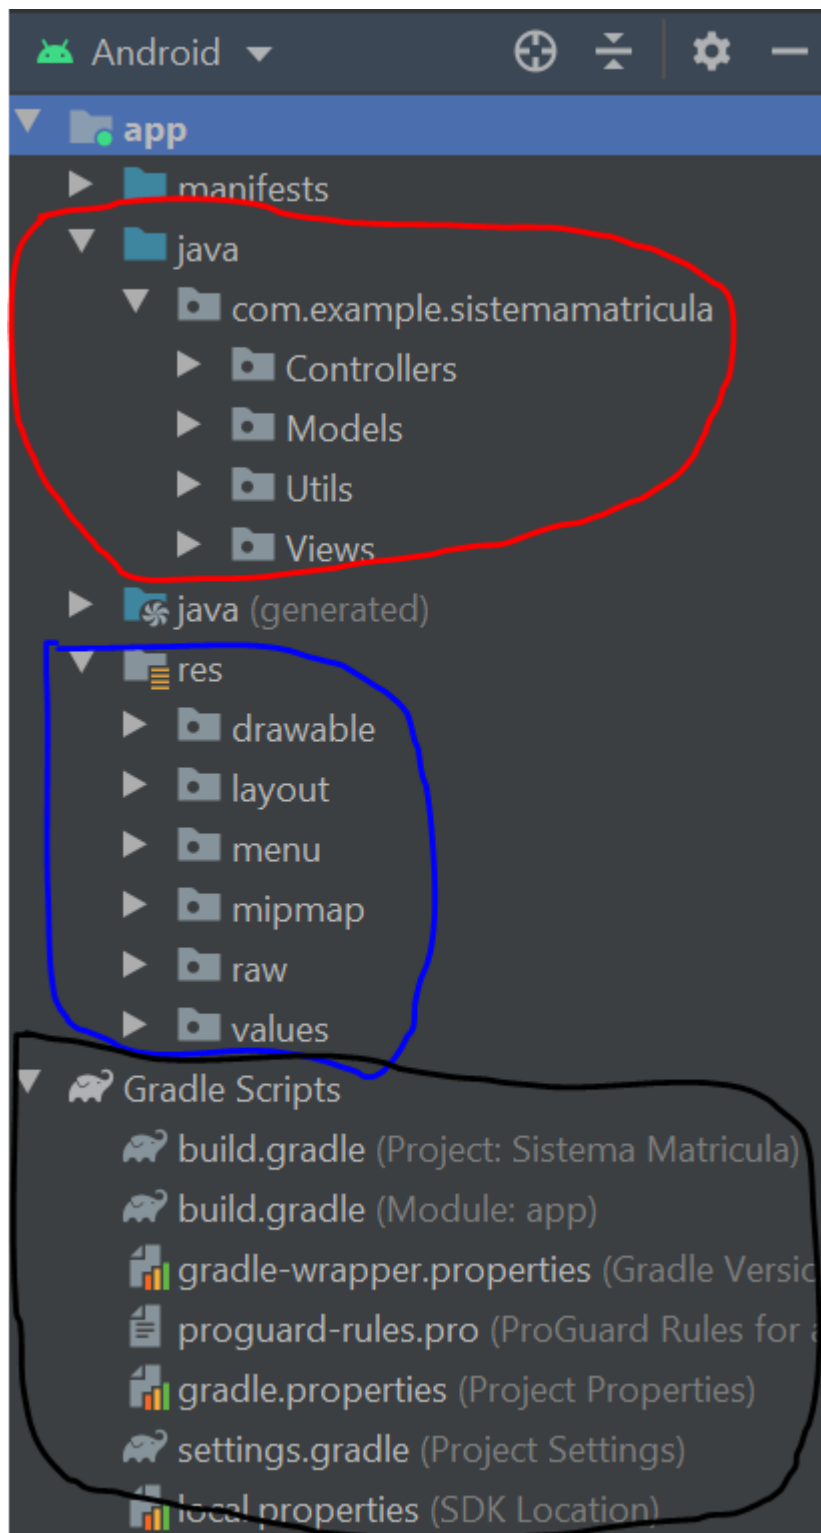 Android
app
manifests
java
com.example.sistemamatricula
Controllers
Models
Utils
Views
java (generated)
res
drawable
layout
menu
mipmap
raw
values
Gradle Scripts
build.gradle (Project: Sistema Matricula)
build.gradle (Module: app)
gradle-wrapper.properties (Gradle Versic
proguard-rules.pro (ProGuard Rules for a
gradle.properties (Project Properties)
settings.gradle (Project Settings)
local.properties (SDK Location)